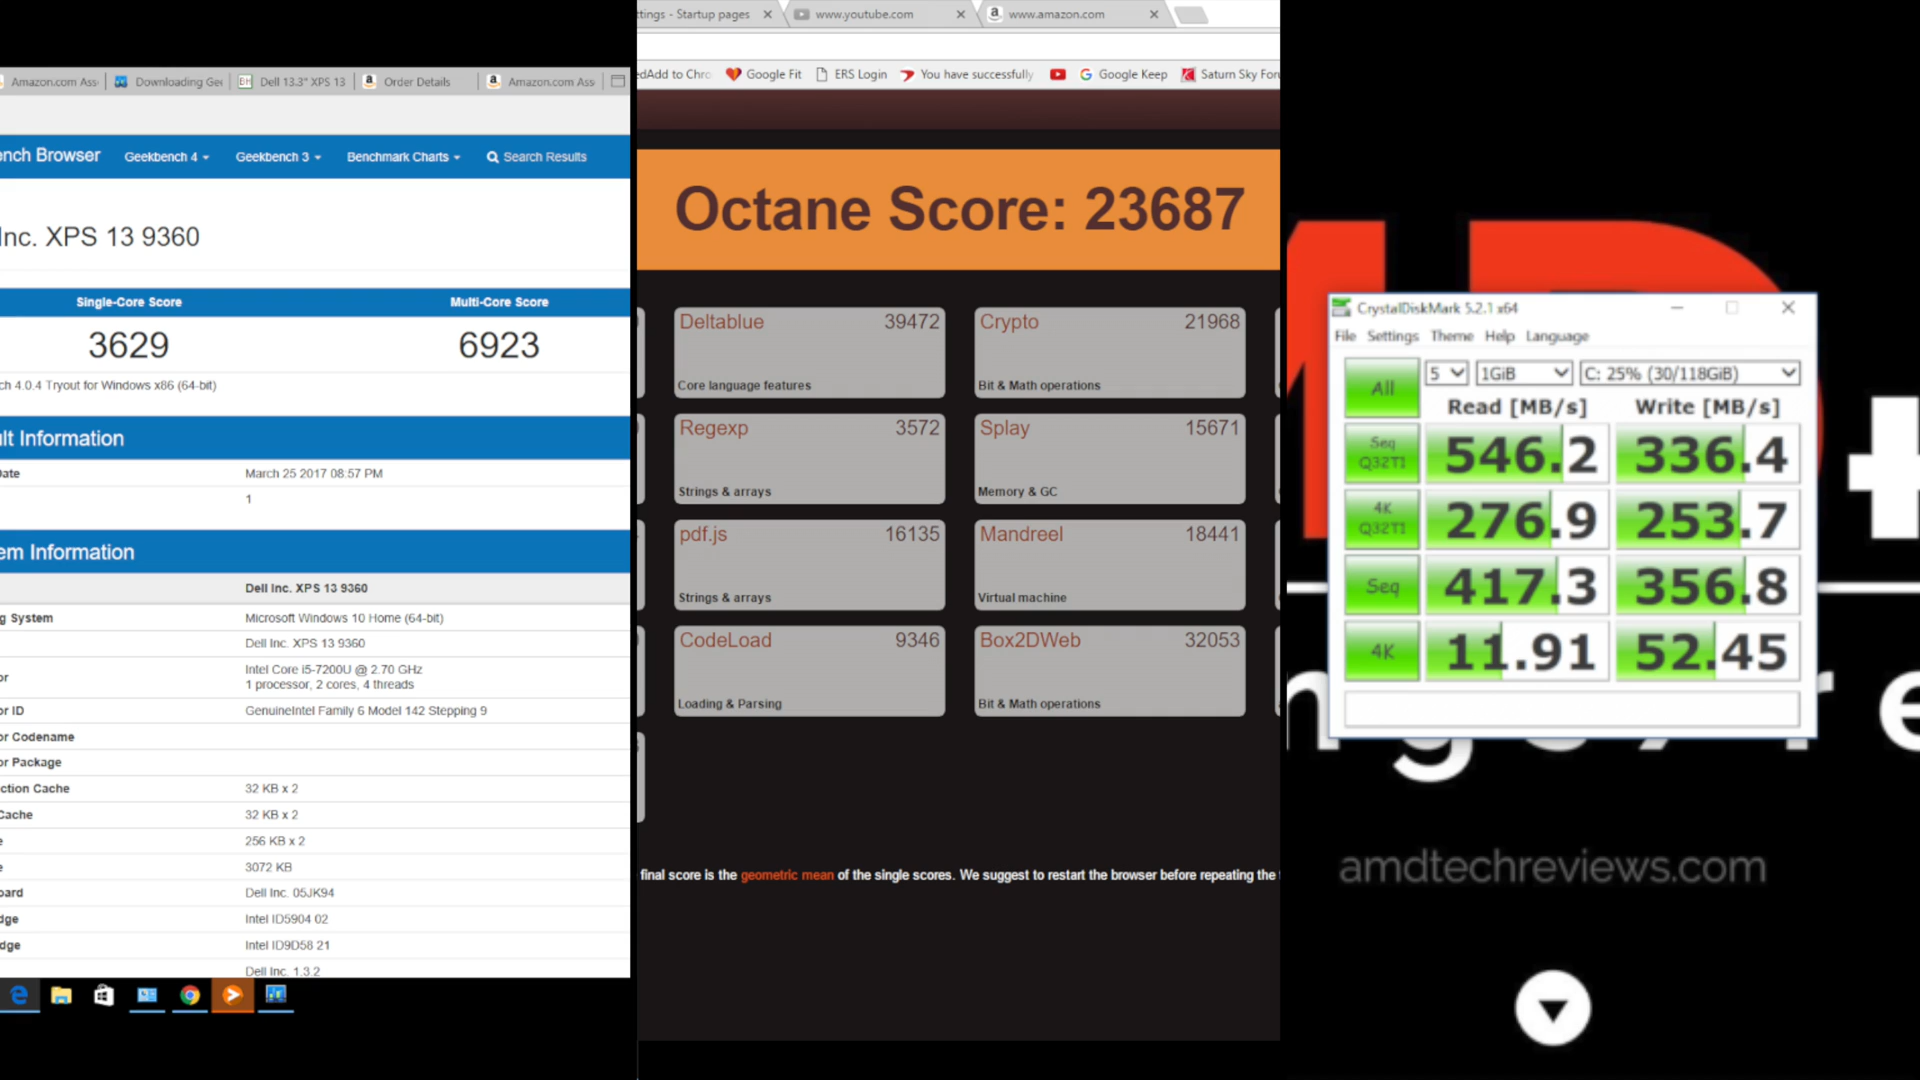 Amazon.com Ass
Downloading Gee
Dell 13.3" XPS 13
Order Details
Amazon.com Ass
nch Browser
Geekbench 4
Geekbench 3
Benchmark Charts
Search Results
Inc. XPS 13 9360
Single-Core Score
Multi-Core Score
3629
6923
ch 4.0.4 Tryout for Windows x86 (64-bit)
lt Information
Date
March 25 2017 08:57 PM
1
em Information
Dell Inc. XPS 13 9360
g System
Microsoft Windows 10 Home (64-bit)
Dell Inc. XPS 13 9360
or
Intel Core i5-7200U @ 2.70 GHz
1 processor, 2 cores, 4 threads
or ID
GenuineIntel Family 6 Model 142 Stepping 9
or Codename
or Package
ction Cache
32 KB x 2
Cache
32 KB x 2
e
256 KB x 2
e
3072 KB
oard
Dell Inc. 05JK94
dge
Intel ID5904 02
dge
Intel ID9D58 21
Dell Inc. 1.3.2
ttings - Startup pages
www.youtube.com
www.amazon.com
edAdd to Chro
Google Fit
ERS Login
You have successfully
Google Keep
Saturn Sky Foru
Octane Score: 23687
Deltablue 39472
Core language features
Crypto 21968
Bit & Math operations
Regexp 3572
Strings & arrays
Splay 15671
Memory & GC
pdf.js 16135
Strings & arrays
Mandreel 18441
Virtual machine
CodeLoad 9346
Loading & Parsing
Box2DWeb 32053
Bit & Math operations
final score is the geometric mean of the single scores. We suggest to restart the browser before repeating the
CrystalDiskMark 5.2.1 x64
File Settings Theme Help Language
All
5
1GiB
C: 25% (30/118GiB)
Read [MB/s]
Write [MB/s]
Seq
Q32T1
546.2
336.4
4K
Q32T1
276.9
253.7
Seq
417.3
356.8
4K
11.91
52.45
amdtechreviews.com